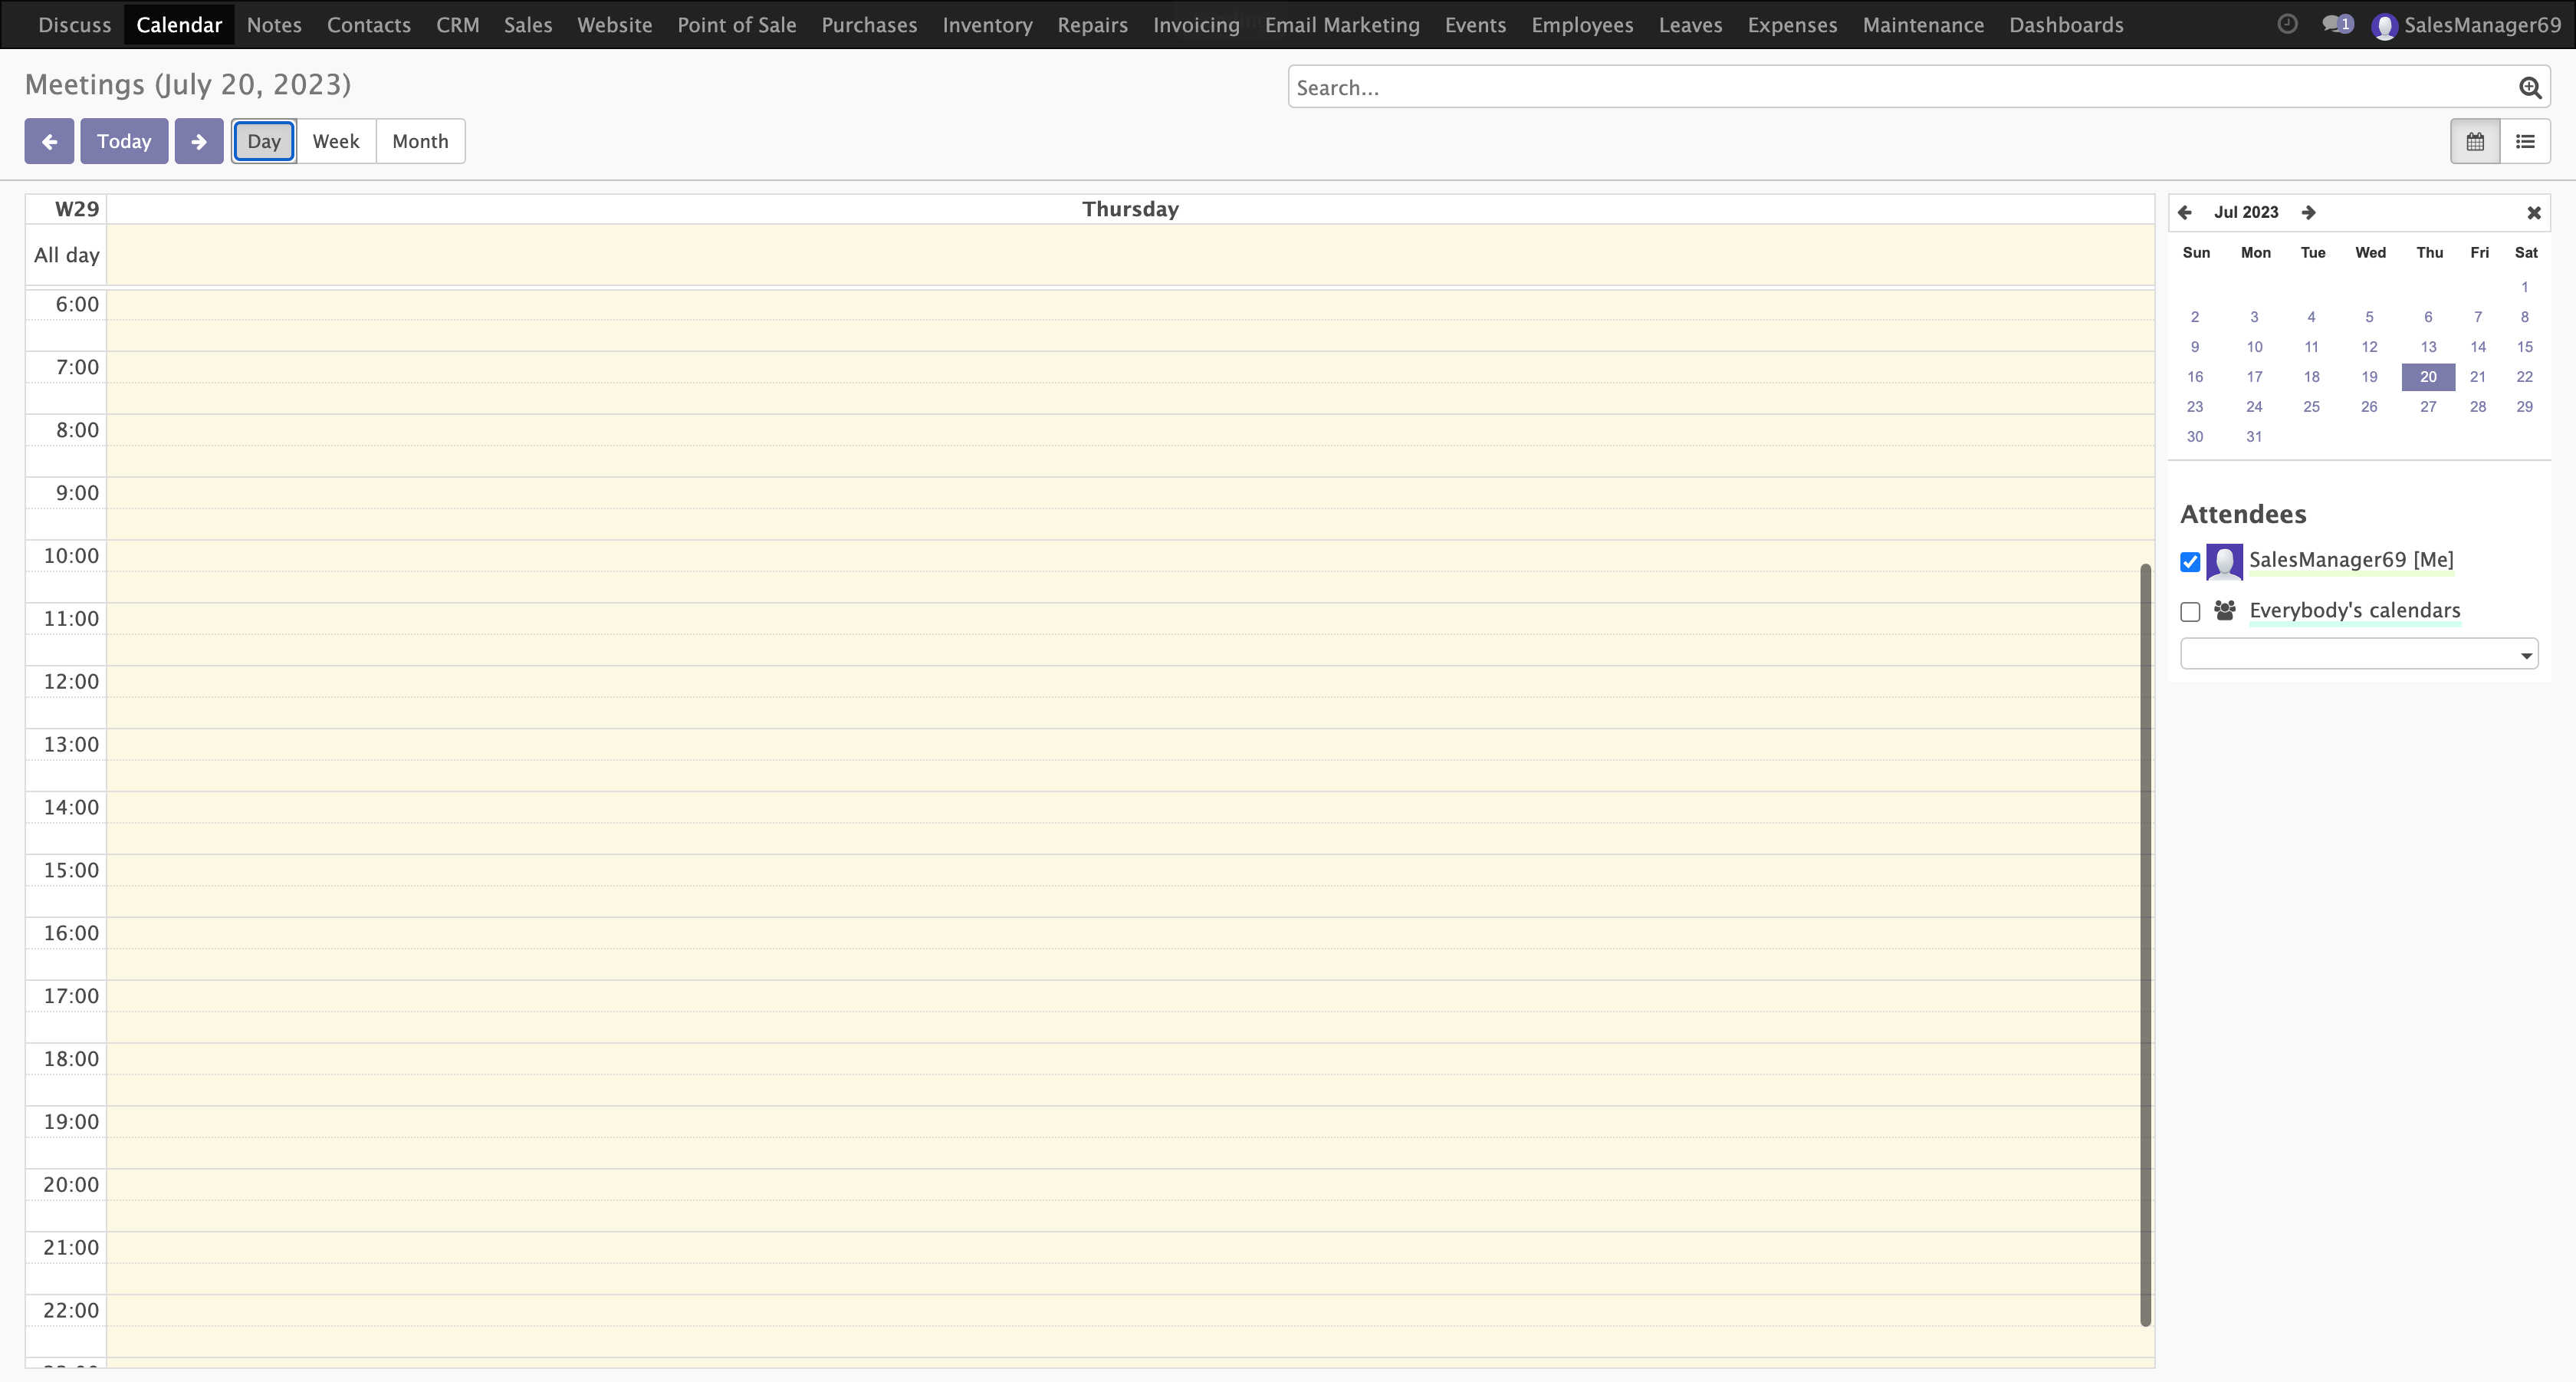 Discuss Calendar Notes Contacts CRM Sales Website Point of Sale Purchases Inventory Repairs Invoicing Email Marketing Events Employees Leaves Expenses Maintenance Dashboards 1 SalesManager69
Meetings (July 20, 2023)
Search...
Today Day Week Month
W29 Thursday
All day
6:00
7:00
8:00
9:00
10:00
11:00
12:00
13:00
14:00
15:00
16:00
17:00
18:00
19:00
20:00
21:00
22:00
Jul 2023
Sun Mon Tue Wed Thu Fri Sat
1
2 3 4 5 6 7 8
9 10 11 12 13 14 15
16 17 18 19 20 21 22
23 24 25 26 27 28 29
30 31
Attendees
SalesManager69 [Me]
Everybody's calendars